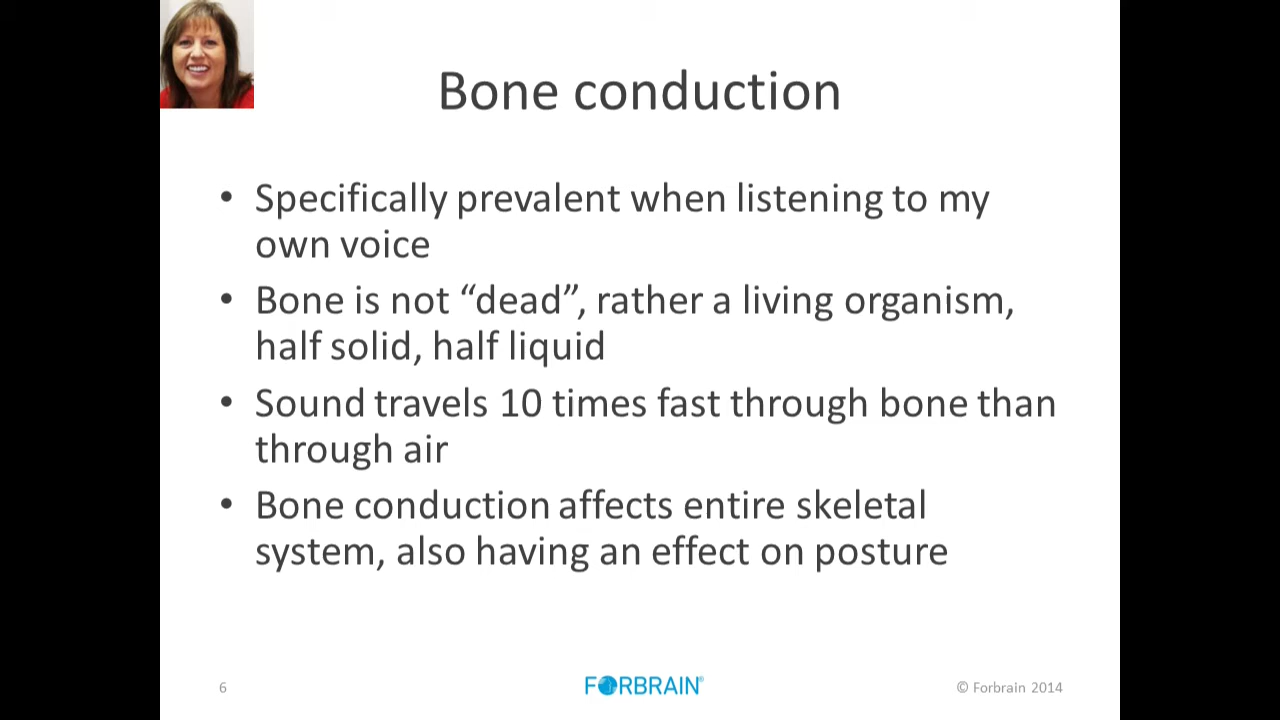 Bone conduction
• Specifically prevalent when listening to my
own voice
• Bone is not “dead”, rather a living organism,
half solid, half liquid
• Sound travels 10 times fast through bone than
through air
• Bone conduction affects entire skeletal
system, also having an effect on posture
6
FORBRAIN®
© Forbrain 2014